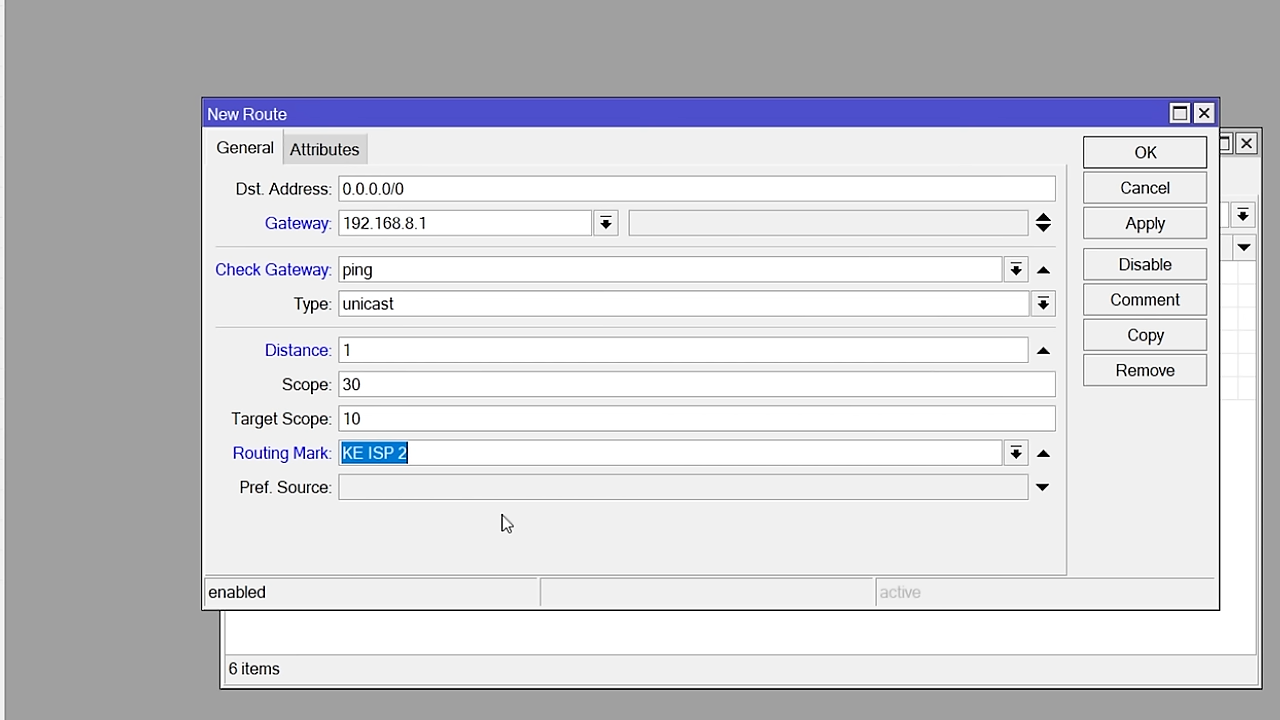 New Route
General Attributes
Dst. Address: 0.0.0.0/0
Gateway: 192.168.8.1
Check Gateway: ping
Type: unicast
Distance: 1
Scope: 30
Target Scope: 10
Routing Mark: KE ISP 2
Pref. Source:
OK
Cancel
Apply
Disable
Comment
Copy
Remove
enabled active
6 items